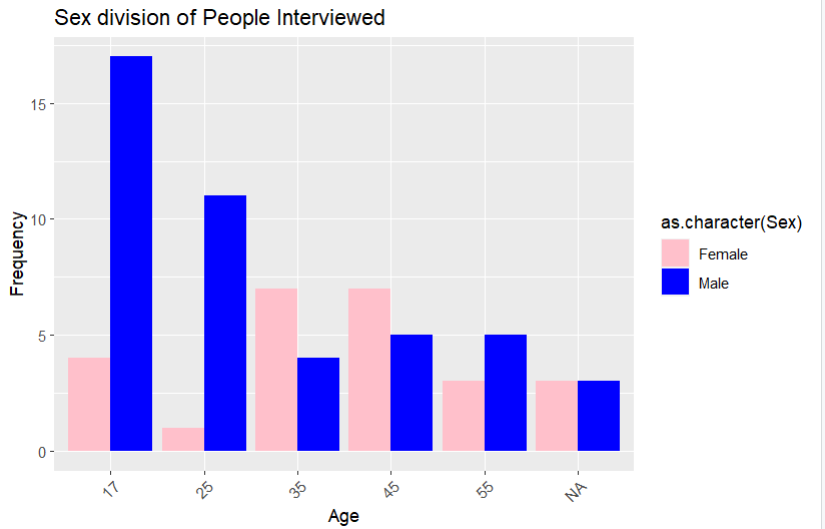 Sex division of People Interviewed
Frequency
15
10
5
0
17
25
35
45
55
NA
Age
as.character(Sex)
Female
Male